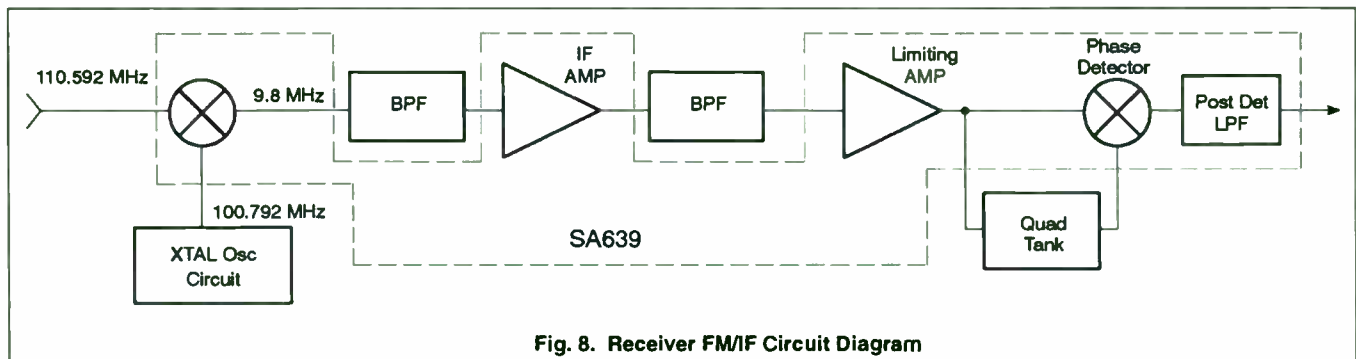 110.592 MHz
9.8 MHz
BPF
IF
AMP
BPF
Limiting
AMP
Phase
Detector
Post Det
LPF
100.792 MHz
XTAL Osc
Circuit
SA639
Quad
Tank
Fig. 8. Receiver FM/IF Circuit Diagram